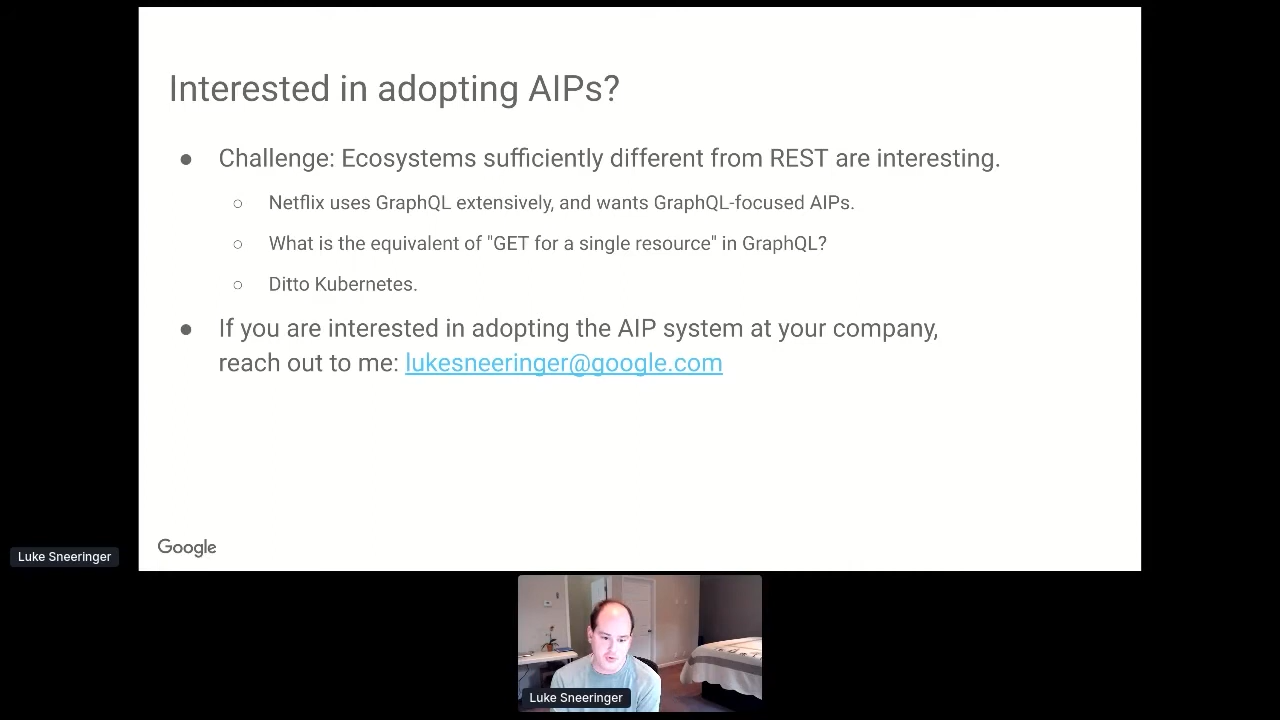 Interested in adopting AIPs?
● Challenge: Ecosystems sufficiently different from REST are interesting.
○ Netflix uses GraphQL extensively, and wants GraphQL-focused AIPs.
○ What is the equivalent of "GET for a single resource" in GraphQL?
○ Ditto Kubernetes.
● If you are interested in adopting the AIP system at your company,
reach out to me: lukesneeringer@google.com
Google
Luke Sneeringer
Luke Sneeringer